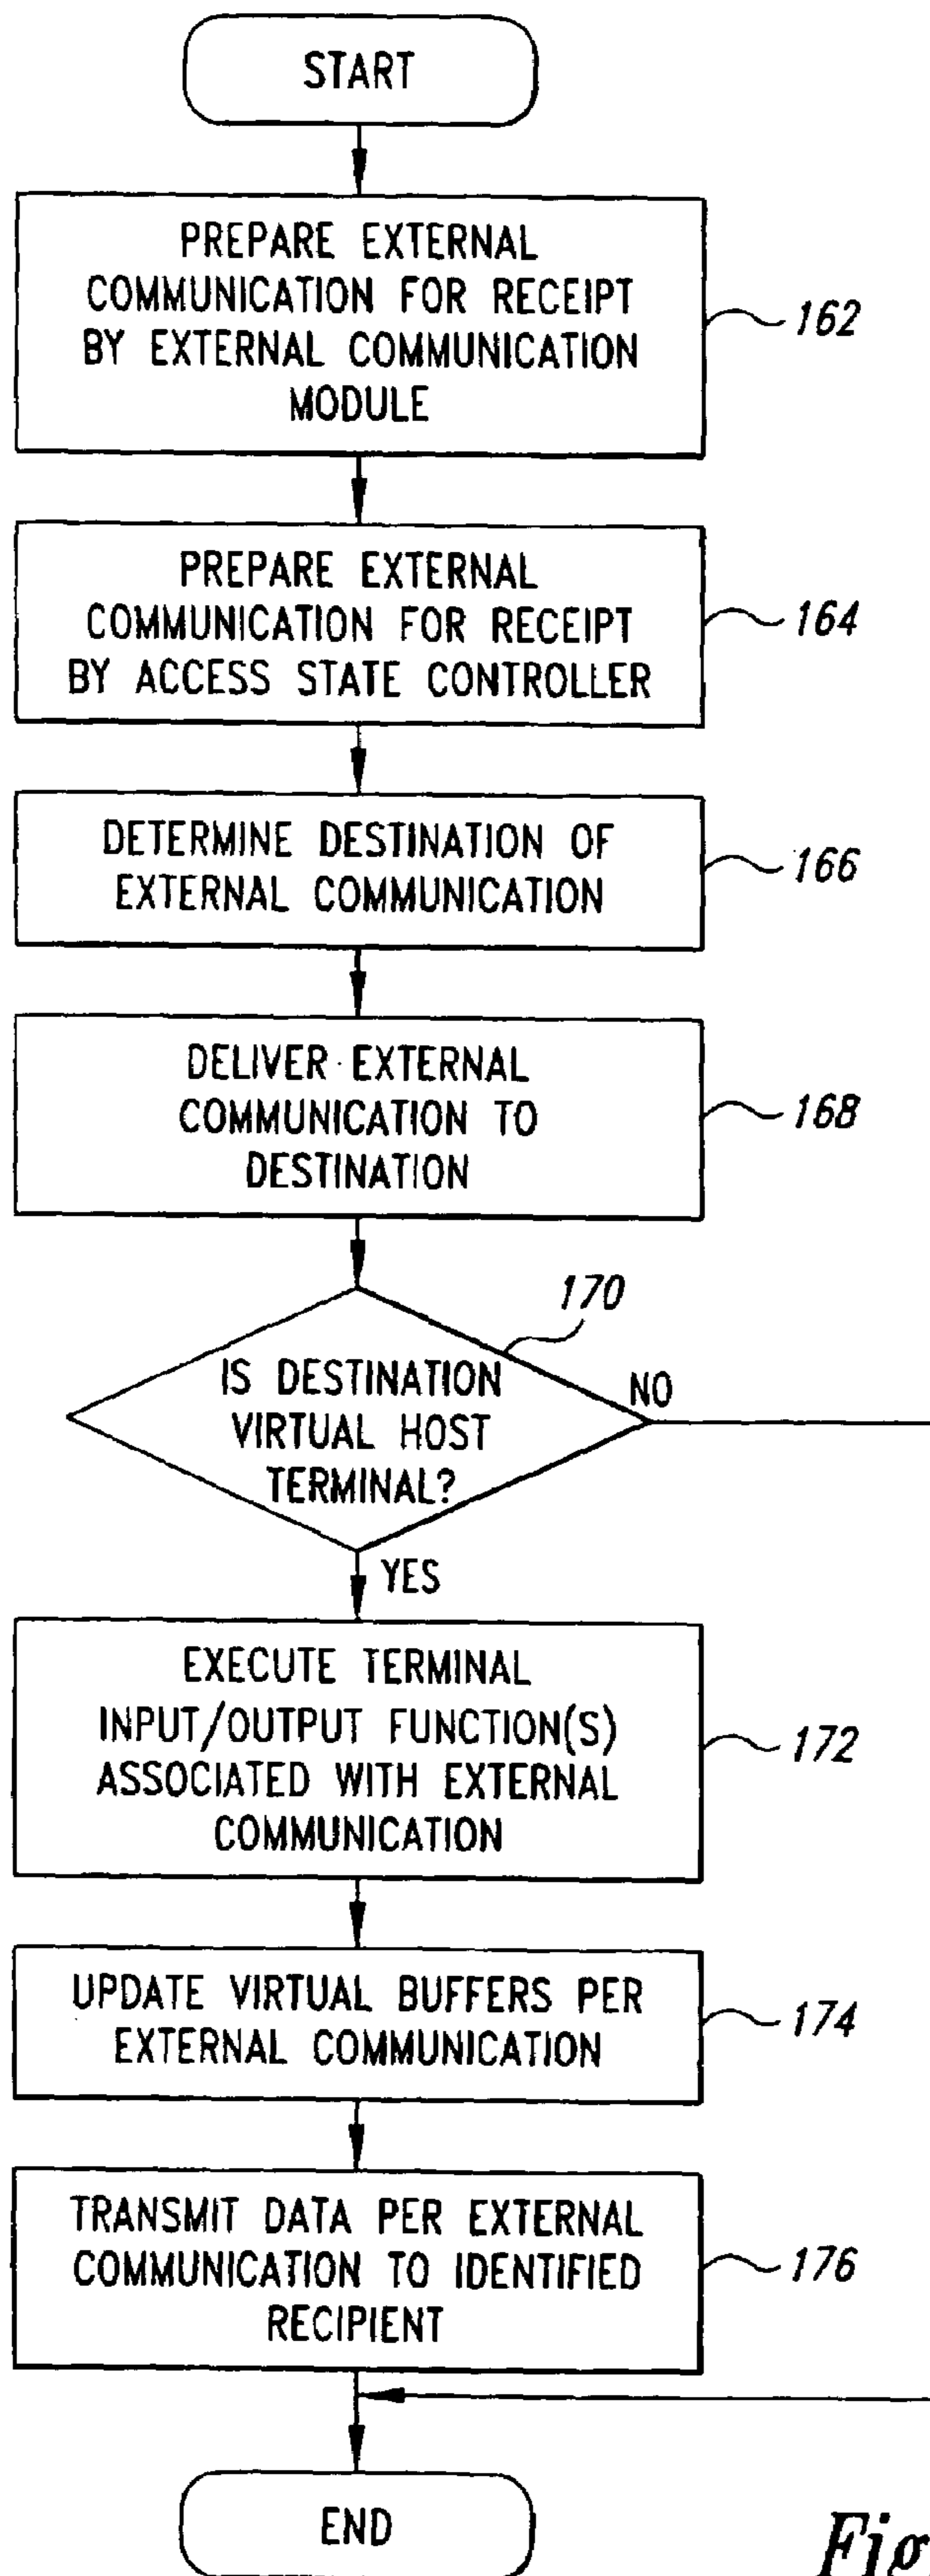 START
PREPARE EXTERNAL
COMMUNICATION FOR RECEIPT
BY EXTERNAL COMMUNICATION
MODULE
162
PREPARE EXTERNAL
COMMUNICATION FOR RECEIPT
BY ACCESS STATE CONTROLLER
164
DETERMINE DESTINATION OF
EXTERNAL COMMUNICATION
166
DELIVER EXTERNAL
COMMUNICATION TO
DESTINATION
168
170
IS DESTINATION
VIRTUAL HOST
TERMINAL?
NO
YES
EXECUTE TERMINAL
INPUT/OUTPUT FUNCTION(S)
ASSOCIATED WITH EXTERNAL
COMMUNICATION
172
UPDATE VIRTUAL BUFFERS PER
EXTERNAL COMMUNICATION
174
TRANSMIT DATA PER EXTERNAL
COMMUNICATION TO IDENTIFIED
RECIPIENT
176
END
Fig